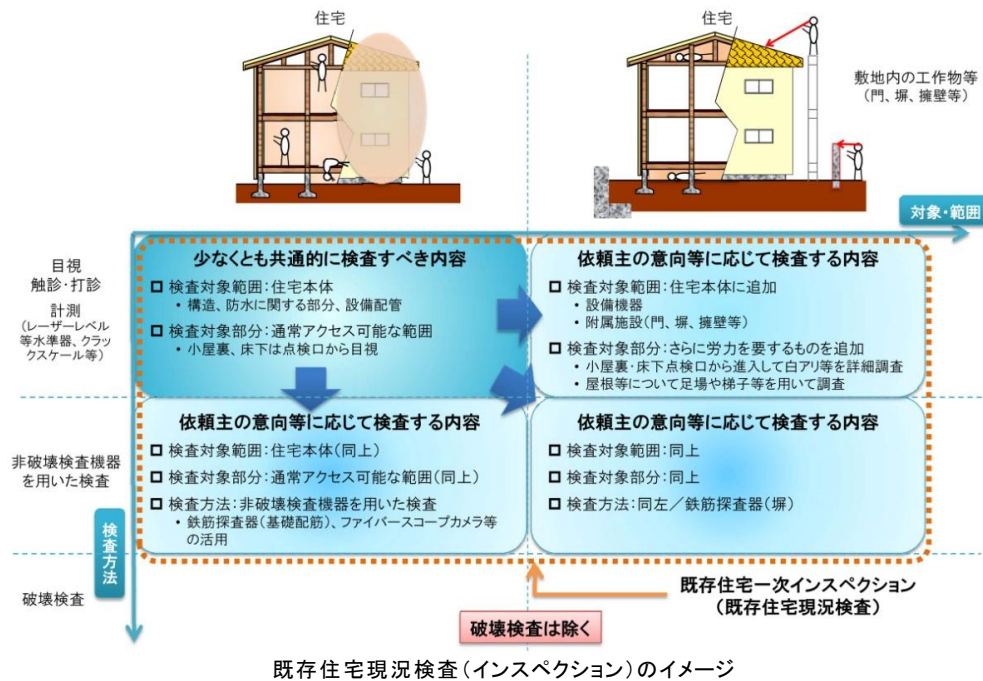 住宅
住宅
敷地内の工作物等
(門、塀、擁壁等)
対象・範囲
目視
触診・打診
計測
(レーザーレベル
等水準器、クラッ
クスケール等)
少なくとも共通的に検査すべき内容
検査対象範囲:住宅本体
・構造、防水に関する部分、設備配管
検査対象部分:通常アクセス可能な範囲
・小屋裏、床下は点検口から目視
依頼主の意向等に応じて検査する内容
検査対象範囲:住宅本体に追加
・設備機器
・附属施設(門、塀、擁壁等)
検査対象部分:さらに労力を要するものを追加
・小屋裏・床下点検口から進入して白アリ等を詳細調査
・屋根等について足場や梯子等を用いて調査
非破壊検査機器
を用いた検査
依頼主の意向等に応じて検査する内容
検査対象範囲:住宅本体(同上)
検査対象部分:通常アクセス可能な範囲(同上)
検査方法:非破壊検査機器を用いた検査
・鉄筋探査器(基礎配筋)、ファイバースコープカメラ等
の活用
依頼主の意向等に応じて検査する内容
検査対象範囲:同上
検査対象部分:同上
検査方法:同左/鉄筋探査器(塀)
検査方法
破壊検査
既存住宅一次インスペクション
(既存住宅現況検査)
破壊検査は除く
既存住宅現況検査(インスペクション)のイメージ